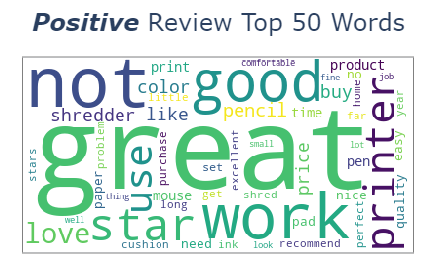 Positive Review Top 50 Words
not
good
comfortable
product
print
color
little
fine
no
job
buy
home
shredder
like
pencil
time
far
year
great
printer
stars
problem
use
purchase
excellent
small
lot
easy
price
pen
paper
set
thing
mouse
get
shred
nice
quality
long
love
star
work
pad
perfect
well
cushion
need
ink
look
recommend